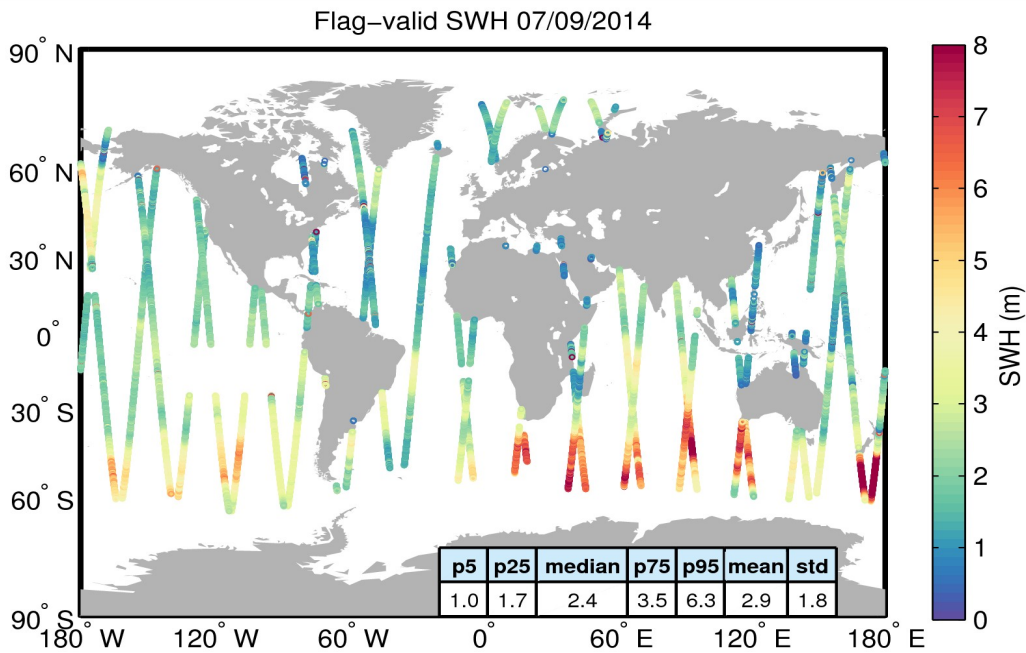 Flag−valid SWH 07/09/2014
90° N
60° N
30° N
0°
30° S
60° S
90° S
180° W
120° W
60° W
0°
60° E
120° E
180° E
p5 p25 median p75 p95 mean std
1.0 1.7 2.4 3.5 6.3 2.9 1.8
8
7
6
5
4
3
2
1
0
SWH (m)